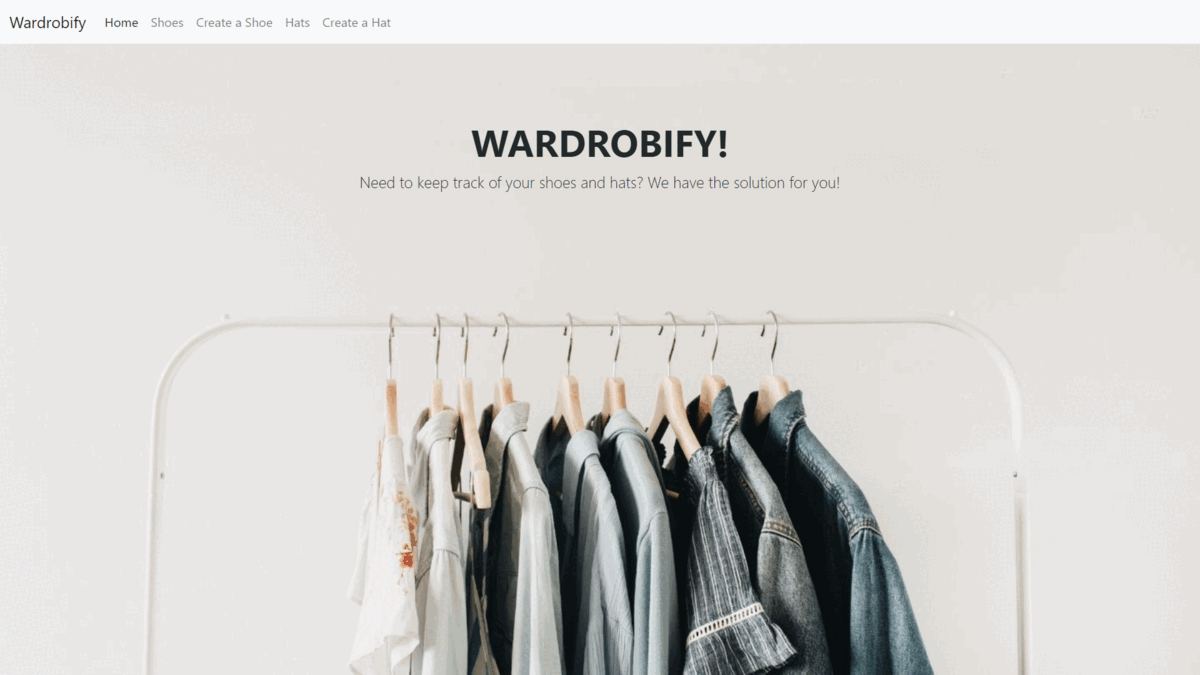 Wardrobify Home Shoes Create a Shoe Hats Create a Hat
WARDROBIFY!
Need to keep track of your shoes and hats? We have the solution for you!